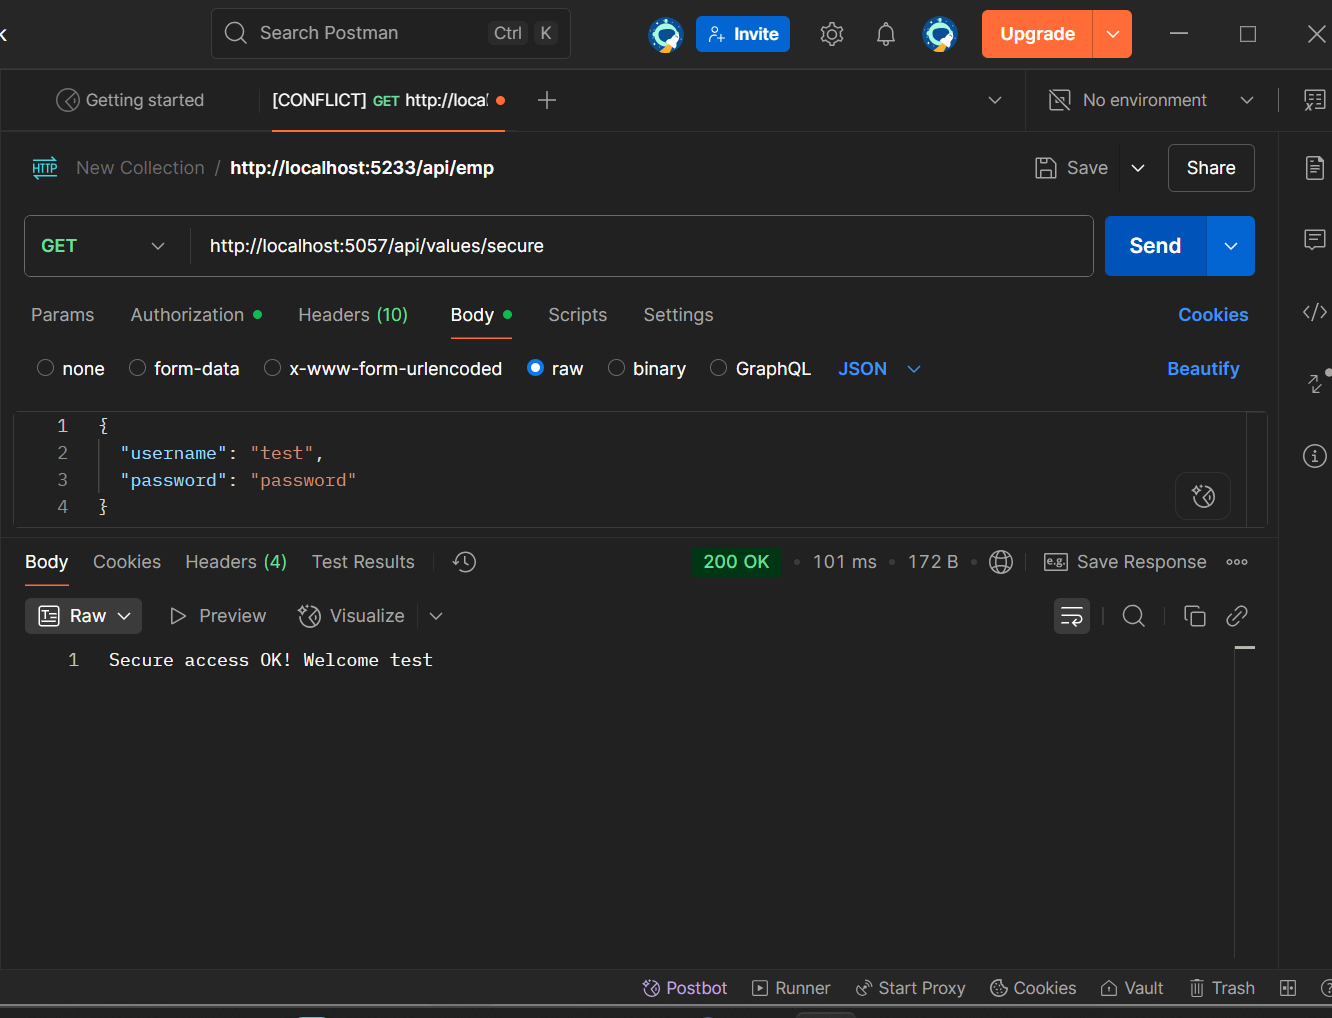 k
Search Postman Ctrl K Invite Upgrade
Getting started [CONFLICT] GET http://local No environment
HTTP New Collection / http://localhost:5233/api/emp Save Share
GET http://localhost:5057/api/values/secure Send
Params Authorization Headers (10) Body Scripts Settings Cookies
none form-data x-www-form-urlencoded raw binary GraphQL JSON Beautify
1 {
2 "username": "test",
3 "password": "password"
4 }
Body Cookies Headers (4) Test Results 200 OK • 101 ms • 172 B • e.g. Save Response
Raw Preview Visualize
1 Secure access OK! Welcome test
Postbot Runner Start Proxy Cookies Vault Trash